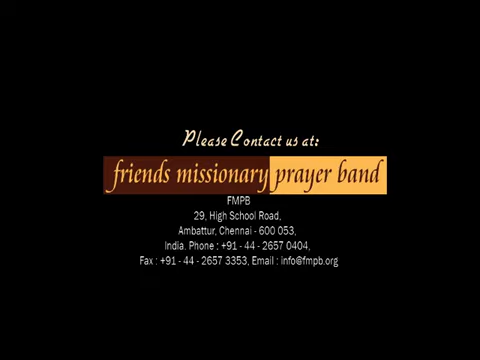 Please Contact us at:
friends missionary prayer band
FMPB
29, High School Road,
Ambattur, Chennai - 600 053,
India. Phone : +91 - 44 - 2657 0404,
Fax : +91 - 44 - 2657 3353, Email : info@fmpb.org